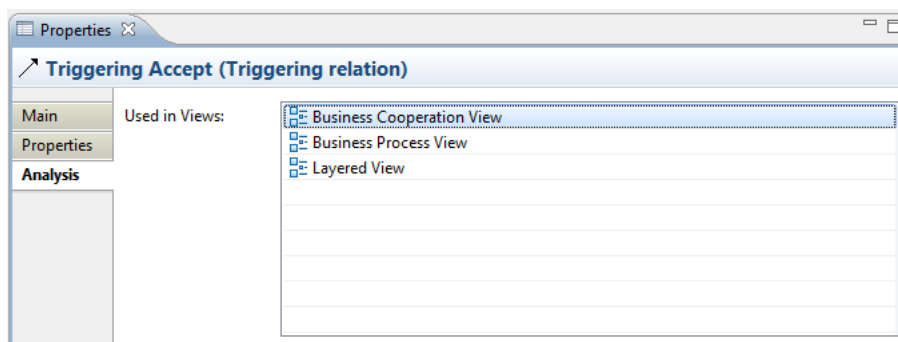 Properties
Triggering Accept (Triggering relation)
Main
Used in Views:
Business Cooperation View
Properties
Business Process View
Analysis
Layered View